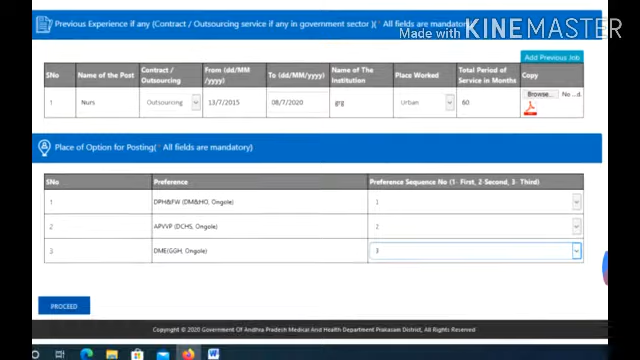 Previous Experience if any (Contract / Outsourcing service if any in government sector )(* All fields are mandatory)
Made with KINEMASTER
Add Previous Job
SNo Name of the Post Contract / Outsourcing From (dd/MM/yyyy) To (dd/MM/yyyy) Name of The Institution Place Worked Total Period of Service in Months Copy
1 Nurs Outsourcing 13/7/2015 08/7/2020 grg Urban 60 Browse... No ...d.
Place of Option for Posting(* All fields are mandatory)
SNo Preference Preference Sequence No (1- First, 2-Second, 3- Third)
1 DPH&FW (DM&HO, Ongole) 1
2 APVVP (DCHS, Ongole) 2
3 DME(GGH, Ongole) 3
PROCEED
Copyright © 2020 Government Of Andhra Pradesh Medical and Health Department Prakasam District, All Rights Reserved